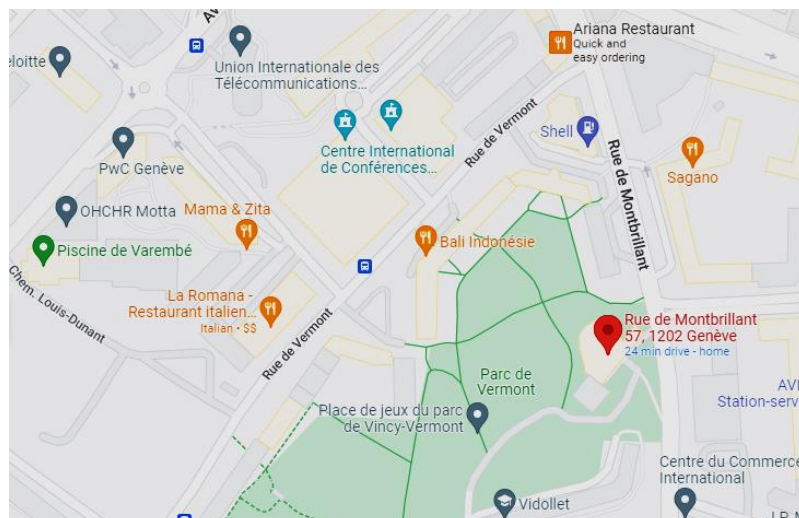 Ariana Restaurant
Quick and
easy ordering
eloitte
Av
Union Internationale des
Télécommunications...
Centre International
de Conférences...
Rue de Vermont
Shell
Rue de Montbrillant
Sagano
PwC Genève
OHCHR Motta
Mama & Zita
Piscine de Varembé
Bali Indonésie
Chem. Louis-Dunant
La Romana -
Restaurant italien...
Italian • $$
Rue de Vermont
Rue de Montbrillant
57, 1202 Genève
24 min drive - home
Parc de
Vermont
AVI
Station-serv
Place de jeux du parc
de Vincy-Vermont
Centre du Commerce
International
Vidollet